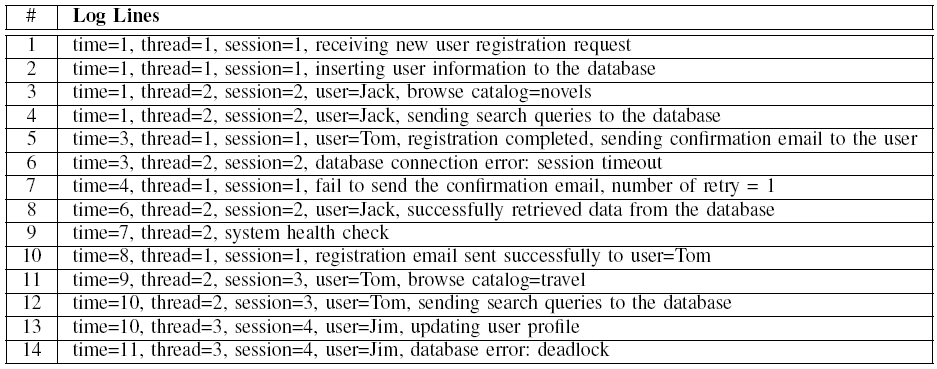 # Log Lines
1 time=1, thread=1, session=1, receiving new user registration request
2 time=1, thread=1, session=1, inserting user information to the database
3 time=1, thread=2, session=2, user=Jack, browse catalog=novels
4 time=1, thread=2, session=2, user=Jack, sending search queries to the database
5 time=3, thread=1, session=1, user=Tom, registration completed, sending confirmation email to the user
6 time=3, thread=2, session=2, database connection error: session timeout
7 time=4, thread=1, session=1, fail to send the confirmation email, number of retry = 1
8 time=6, thread=2, session=2, user=Jack, successfully retrieved data from the database
9 time=7, thread=2, system health check
10 time=8, thread=1, session=1, registration email sent successfully to user=Tom
11 time=9, thread=2, session=3, user=Tom, browse catalog=travel
12 time=10, thread=2, session=3, user=Tom, sending search queries to the database
13 time=10, thread=3, session=4, user=Jim, updating user profile
14 time=11, thread=3, session=4, user=Jim, database error: deadlock